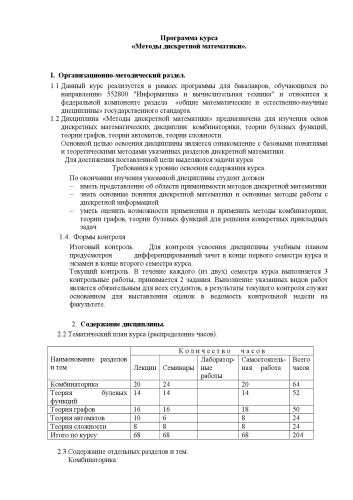 Программа курса
«Методы дискретной математики».
I. Организационно-методический раздел.
1.1 Данный курс реализуется в рамках программы для бакалавров, обучающихся по
направлению 552800 "Информатика и вычислительная техника" и относится к
федеральной компоненте раздела «общие математические и естественно-научные
дисциплины» государственного стандарта.
1.2 Дисциплина «Методы дискретной математики» предназначена для изучения основ
дискретных математических дисциплин: комбинаторики, теории булевых функций,
теории графов, теории автоматов, теории сложности.
Основной целью освоения дисциплины является ознакомление с базовыми понятиями
и теоретическими методами указанных разделов дискретной математики.
Для достижения поставленной цели выделяются задачи курса
Требования к уровню освоения содержания курса.
По окончании изучения указанной дисциплины студент должен
– иметь представление об области применимости методов дискретной математики
– знать основные понятия дискретной математики и основные методы работы с
дискретной информацией
– уметь оценить возможности применения и применить методы комбинаторики,
теории графов, теории булевых функций для решения конкретных прикладных
задач
1.4. Формы контроля
Итоговый контроль. Для контроля усвоения дисциплины учебным планом
предусмотрен дифференцированный зачет в конце первого семестра курса и
экзамен в конце второго семестра курса.
Текущий контроль. В течение каждого (из двух) семестра курса выполняется 3
контрольные работы, принимается 2 задания. Выполнение указанных видов работ
является обязательным для всех студентов, а результаты текущего контроля служат
основанием для выставления оценок в ведомость контрольной недели на
факультете.
2. Содержание дисциплины.
2.2.Тематический план курса (распределение часов).
Наименование разделов и тем Количество часов
Лекции Семинары Лаборатор-ные работы Самостоятель-ная работа Всего часов
Комбинаторика 20 24 20 64
Теория булевых функций 14 14 14 52
Теория графов 16 16 18 50
Теория автоматов 10 6 8 24
Теория сложности 8 8 8 24
Итого по курсу: 68 68 68 204
2.3.Содержание отдельных разделов и тем.
Комбинаторика.